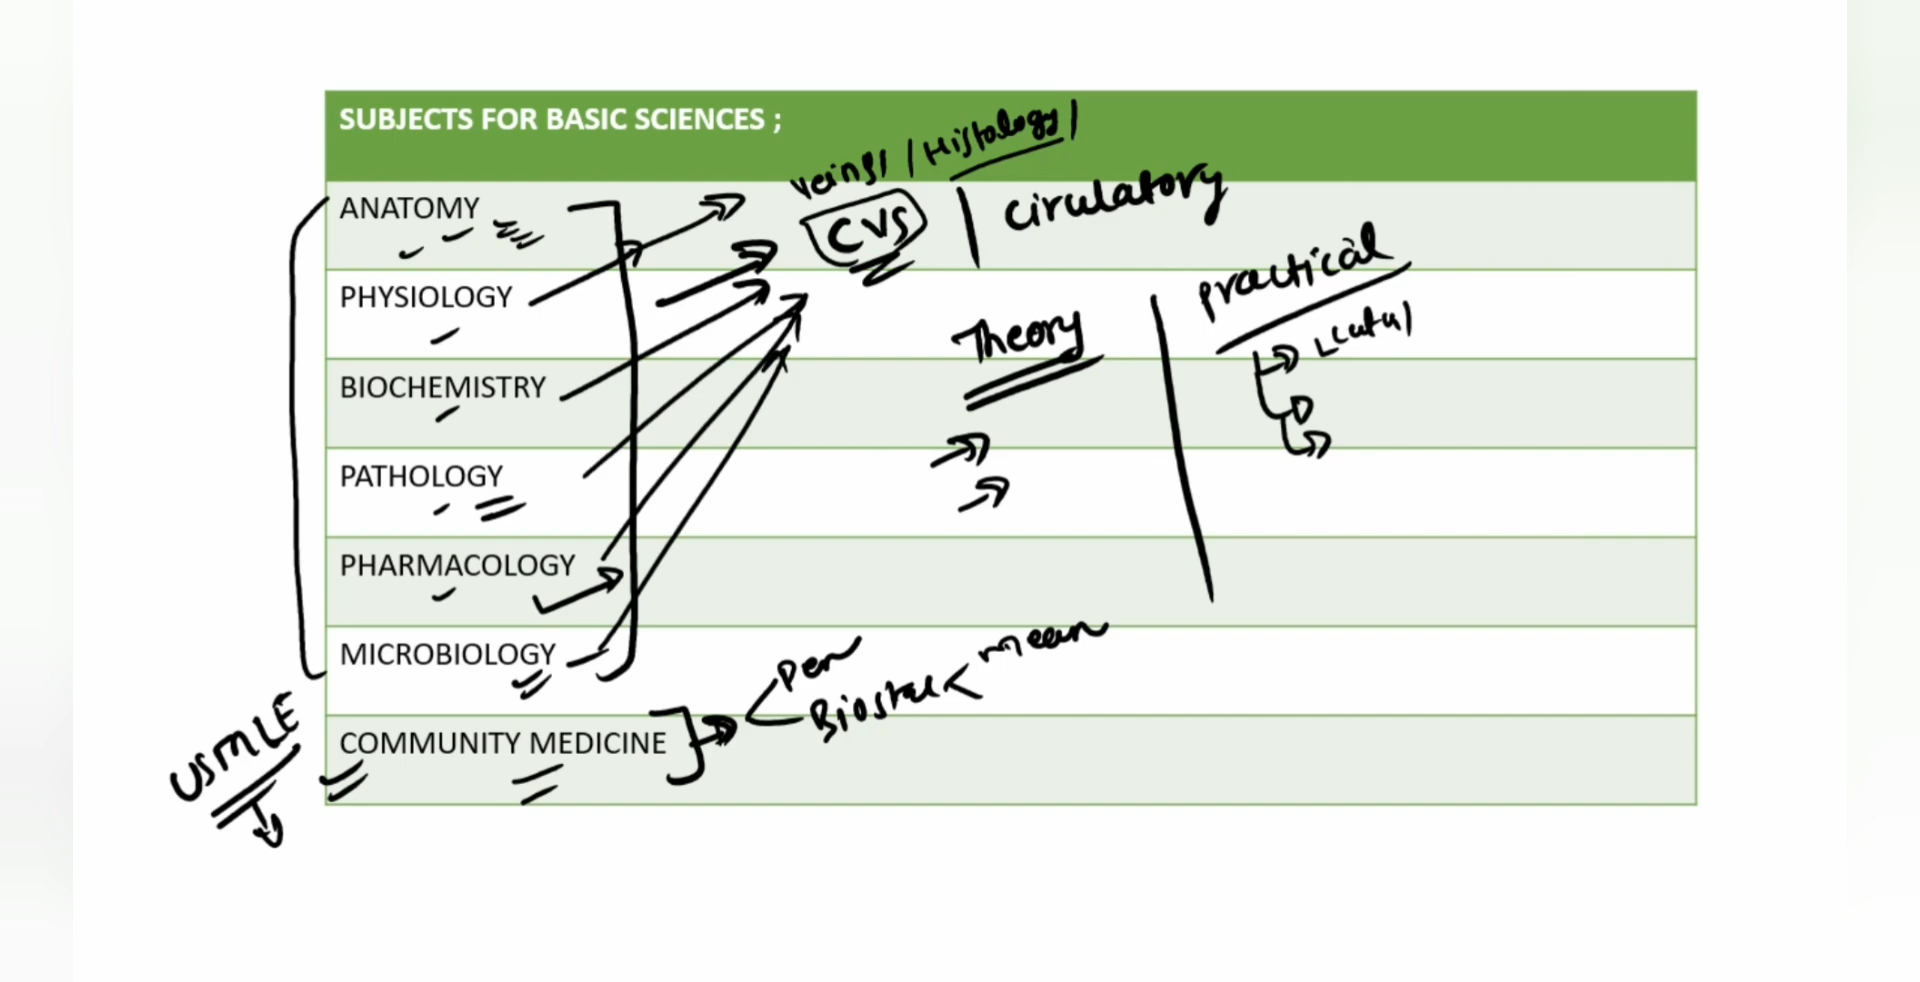 SUBJECTS FOR BASIC SCIENCES ;
Veins / Histology
ANATOMY
CVS
Circulatory
PHYSIOLOGY
Practical
Theory
BIOCHEMISTRY
PATHOLOGY
PHARMACOLOGY
MICROBIOLOGY
mean
USMLE
COMMUNITY MEDICINE